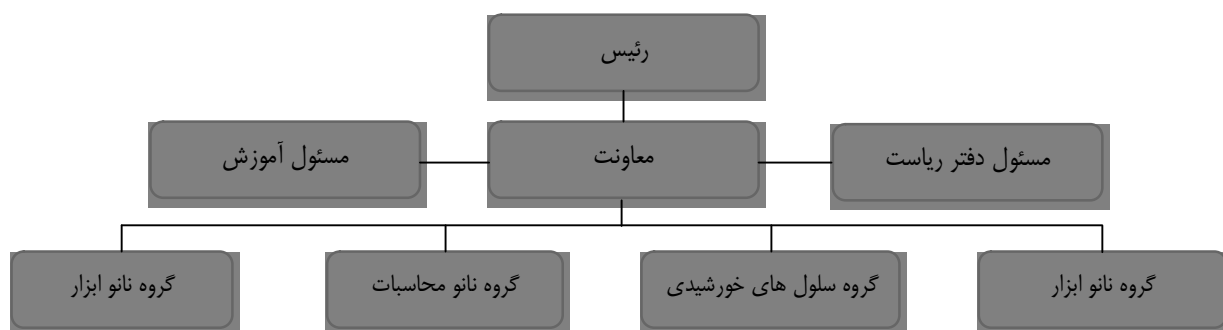 رئیس
مسئول دفتر ریاست
معاونت
مسئول آموزش
گروه نانو ابزار
گروه سلول های خورشیدی
گروه نانو محاسبات
گروه نانو ابزار